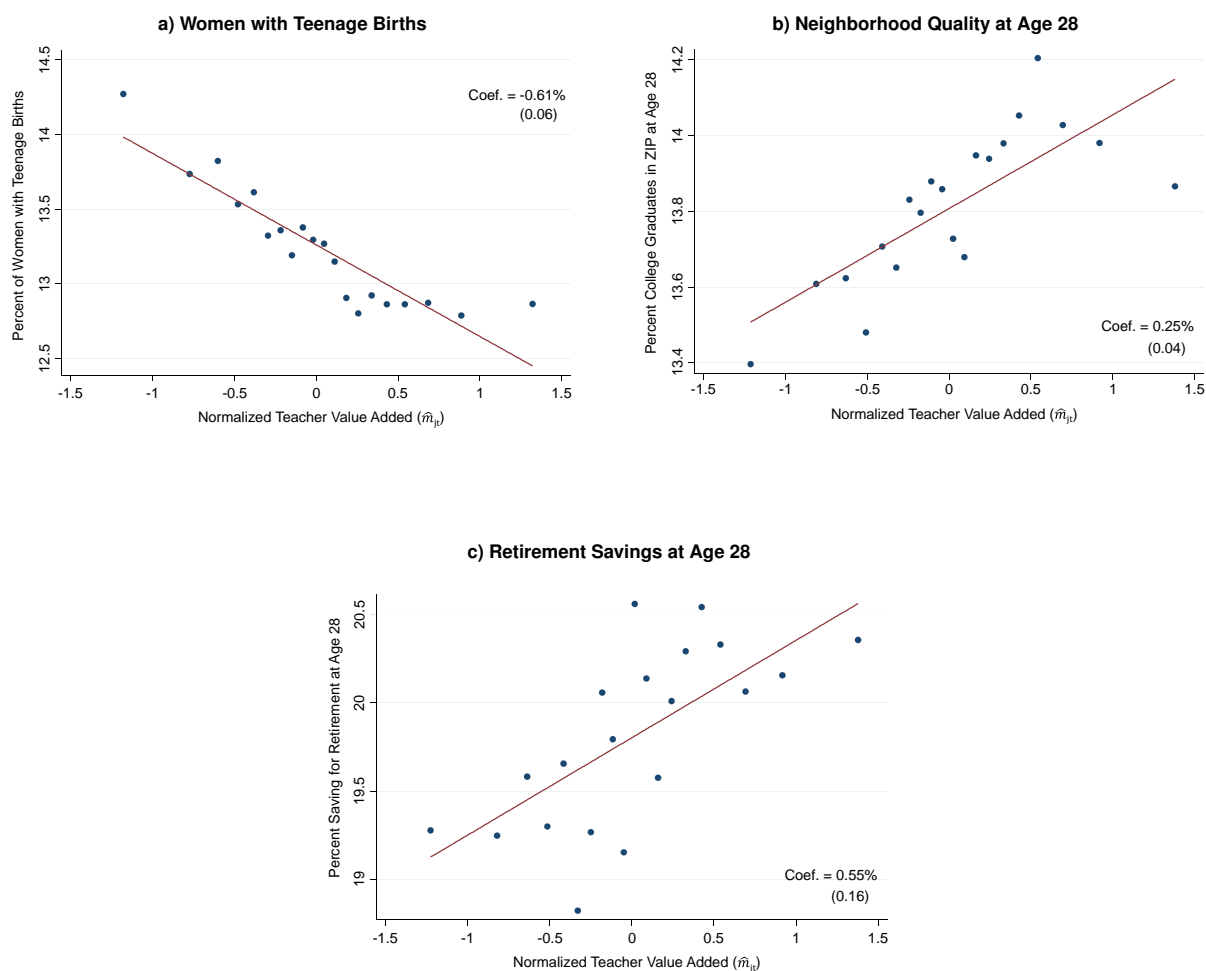 a) Women with Teenage Births
Percent of Women with Teenage Births
14.5
14
13.5
13
12.5
Coef. = -0.61%
(0.06)
-1.5 -1 -0.5 0 0.5 1 1.5
Normalized Teacher Value Added (m̂jt)
b) Neighborhood Quality at Age 28
Percent College Graduates in ZIP at Age 28
14.2
14
13.8
13.6
13.4
Coef. = 0.25%
(0.04)
-1.5 -1 -0.5 0 0.5 1 1.5
Normalized Teacher Value Added (m̂jt)
c) Retirement Savings at Age 28
Percent Saving for Retirement at Age 28
20.5
20
19.5
19
Coef. = 0.55%
(0.16)
-1.5 -1 -0.5 0 0.5 1 1.5
Normalized Teacher Value Added (m̂jt)